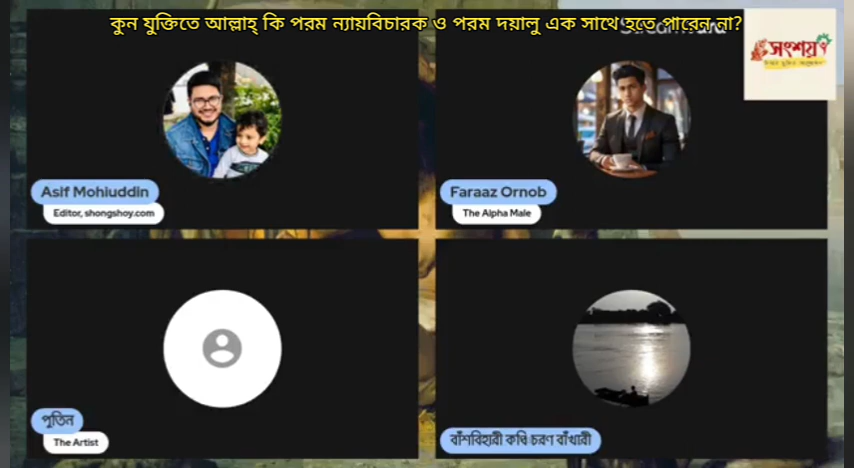 কুন যুক্তিতে আল্লাহ্ কি পরম ন্যায়বিচারক ও পরম দয়ালু এক সাথে হতে পারেন না?
সংশয়
Asif Mohiuddin
Editor, shongshoy.com
Faraaz Ornob
The Alpha Male
পুতিন
The Artist
বাঁশবিহারী কবি চরণ বাঁখারী